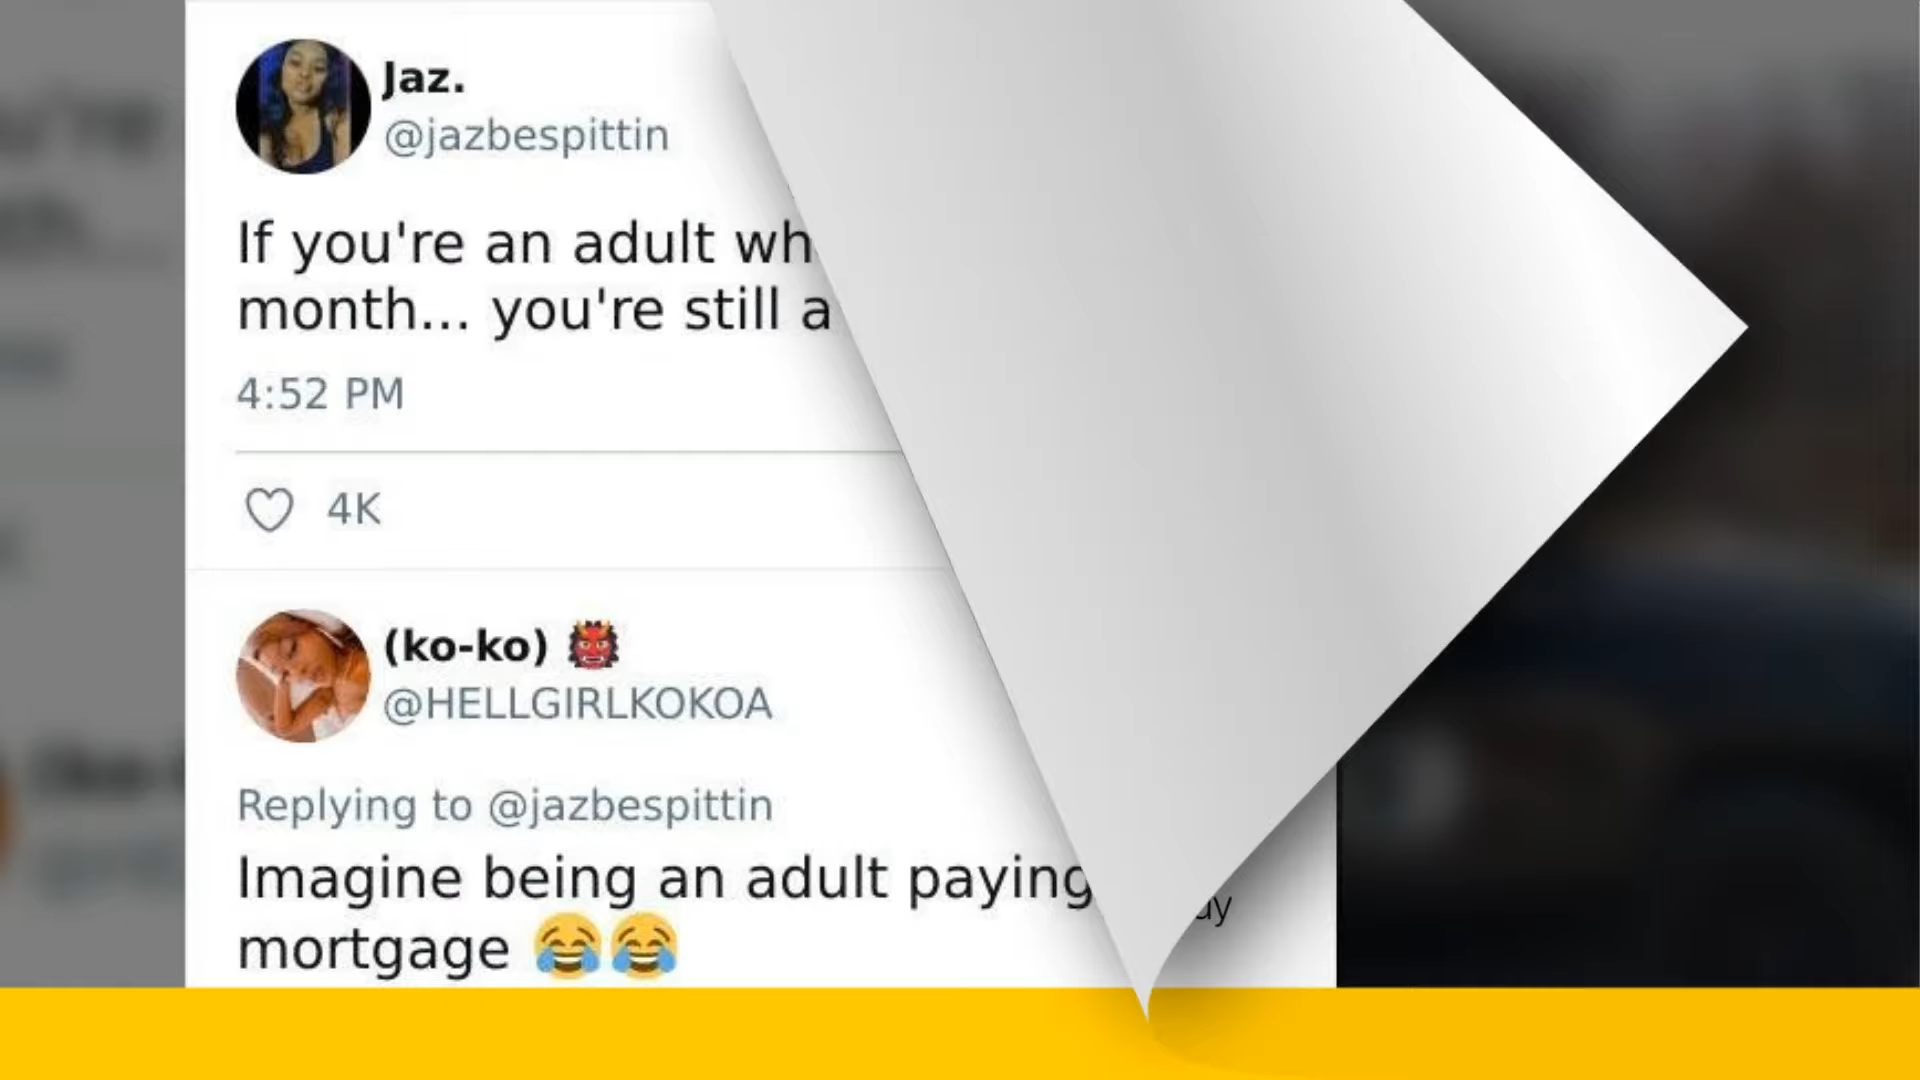 Jaz.
@jazbespittin
If you're an adult
month... you're still a
4:52 PM
4K
(ko-ko) 👹
@HELLGIRLKOKOA
Replying to @jazbespittin
Imagine being an adult paying
mortgage 😂😂